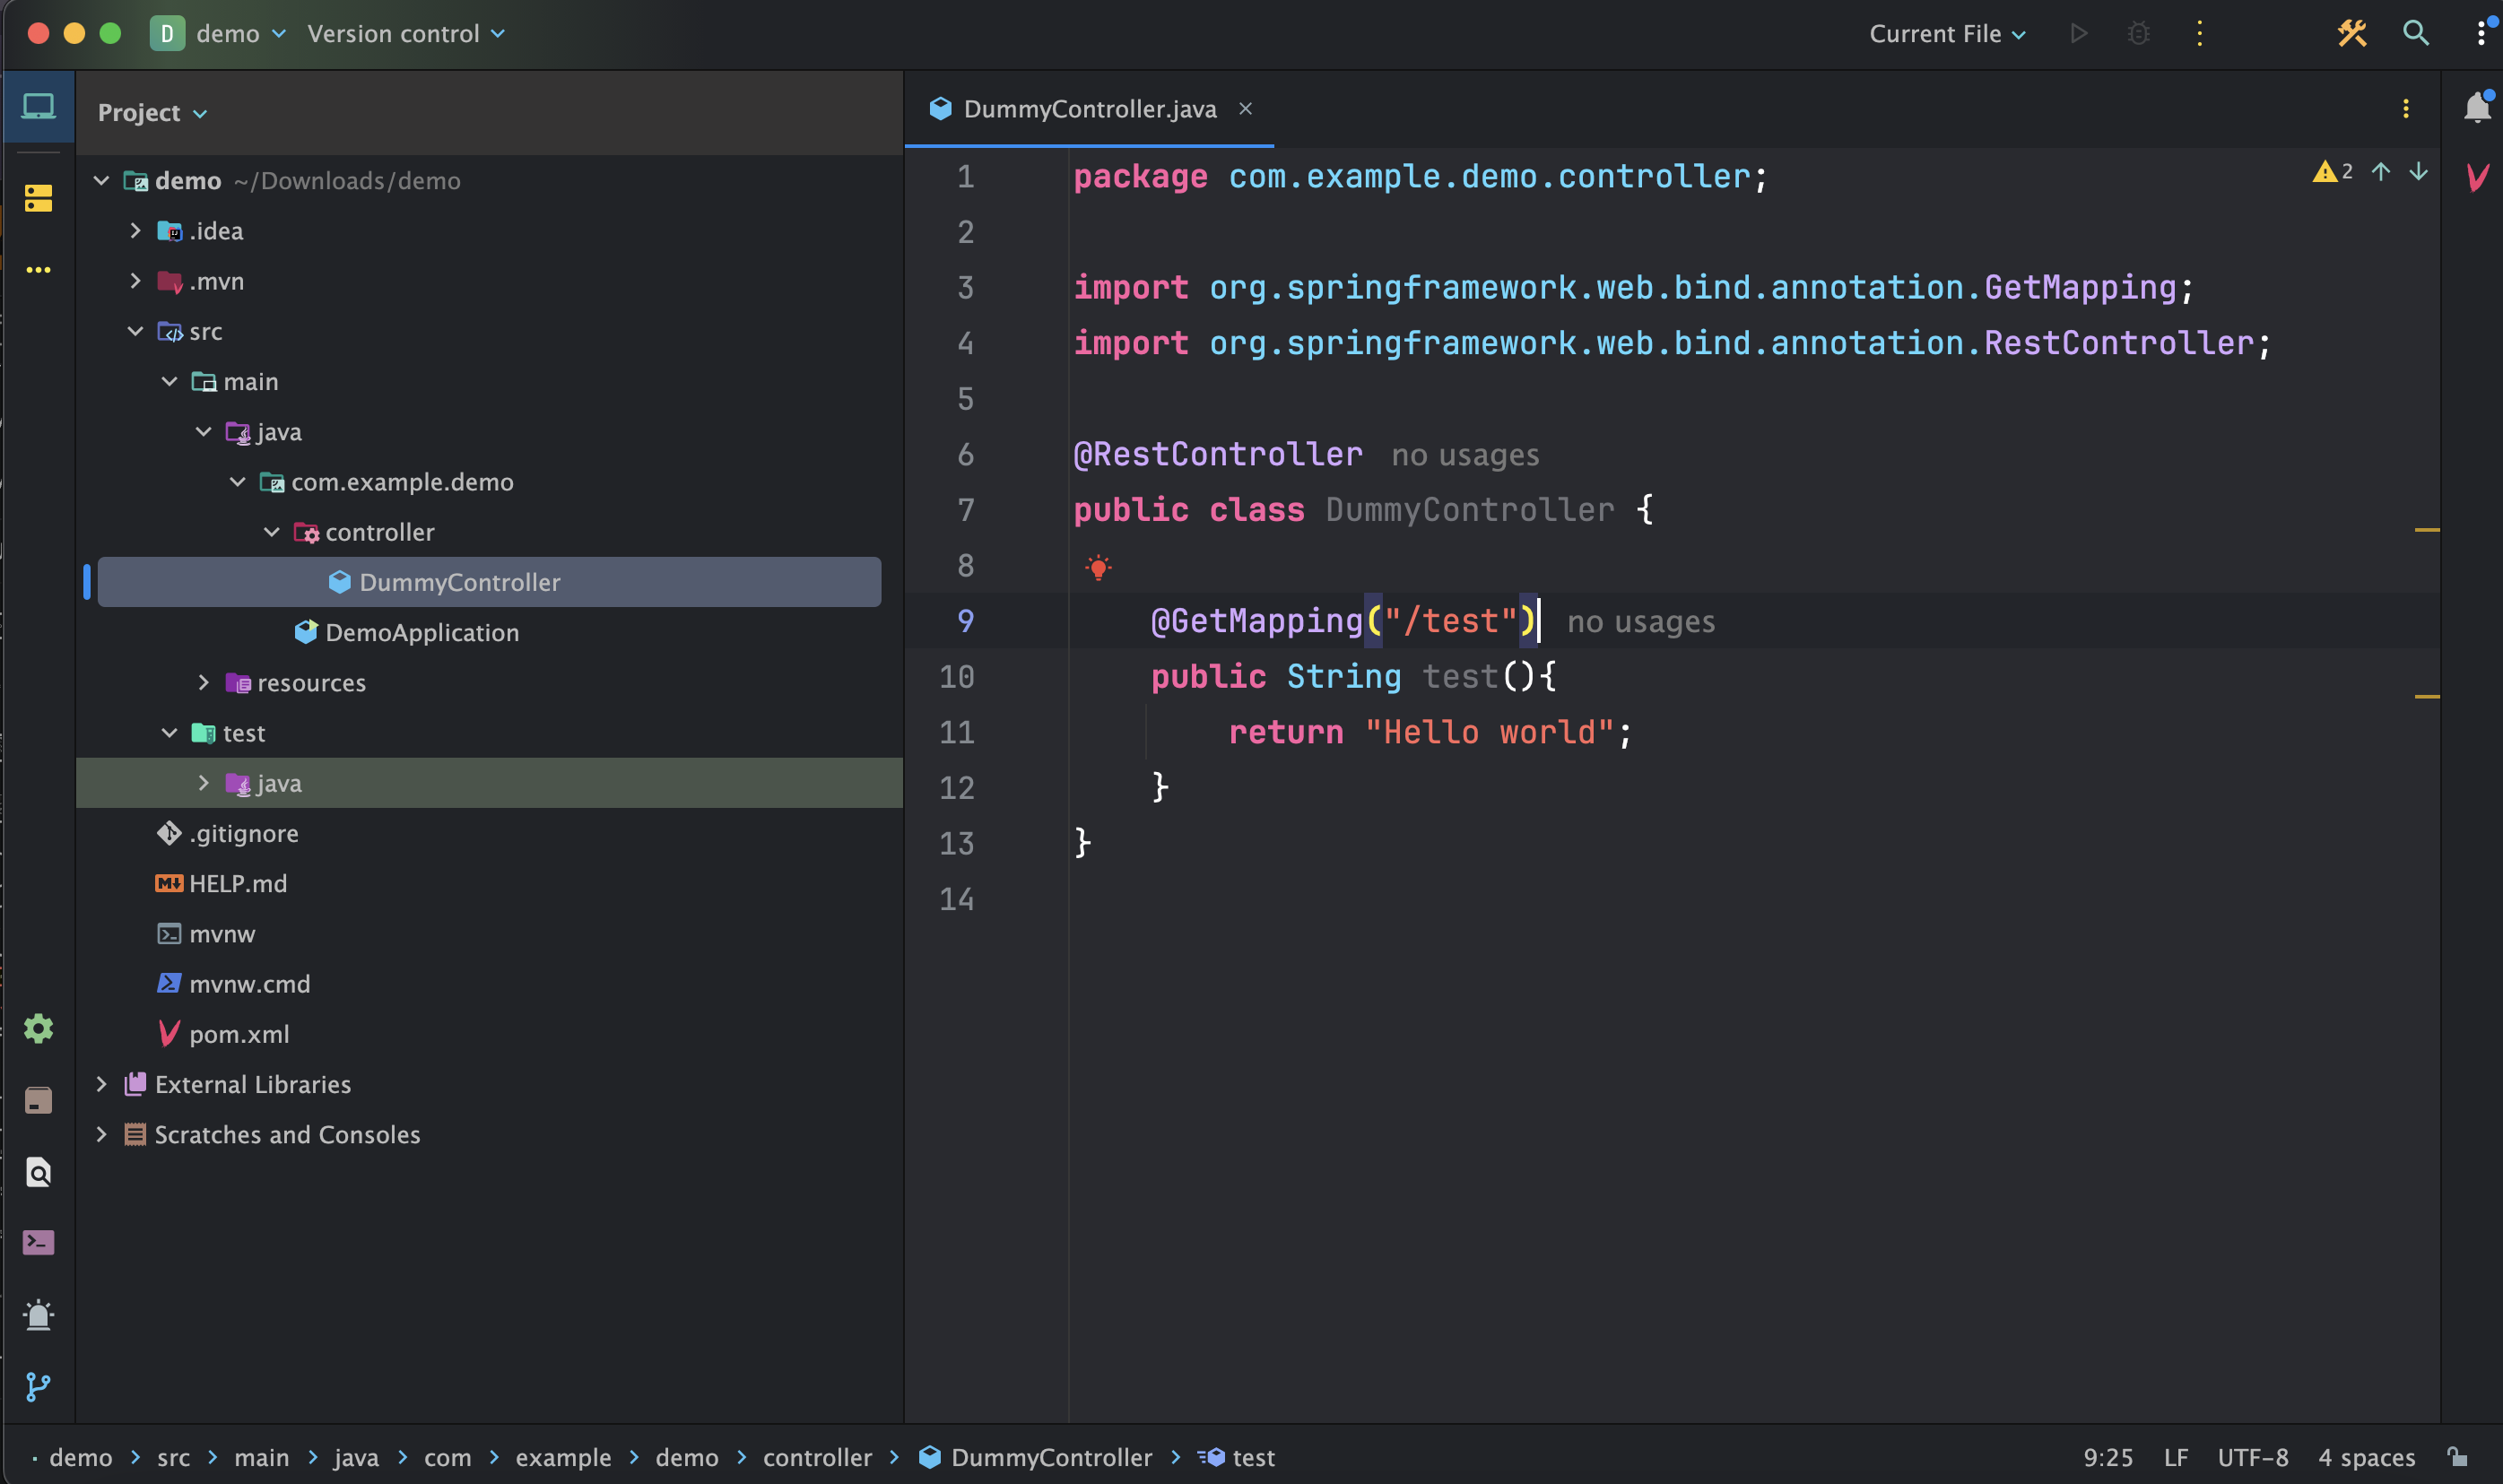 D demo Version control Current File
Project
DummyController.java
demo ~/Downloads/demo
.idea
.mvn
src
main
java
com.example.demo
controller
DummyController
DemoApplication
resources
test
java
.gitignore
HELP.md
mvnw
mvnw.cmd
pom.xml
External Libraries
Scratches and Consoles
1 package com.example.demo.controller;
2
3 import org.springframework.web.bind.annotation.GetMapping;
4 import org.springframework.web.bind.annotation.RestController;
5
6 @RestController no usages
7 public class DummyController {
8
9 @GetMapping("/test") no usages
10 public String test(){
11 return "Hello world";
12 }
13 }
14
2
demo src main java com example demo controller DummyController test
9:25 LF UTF-8 4 spaces